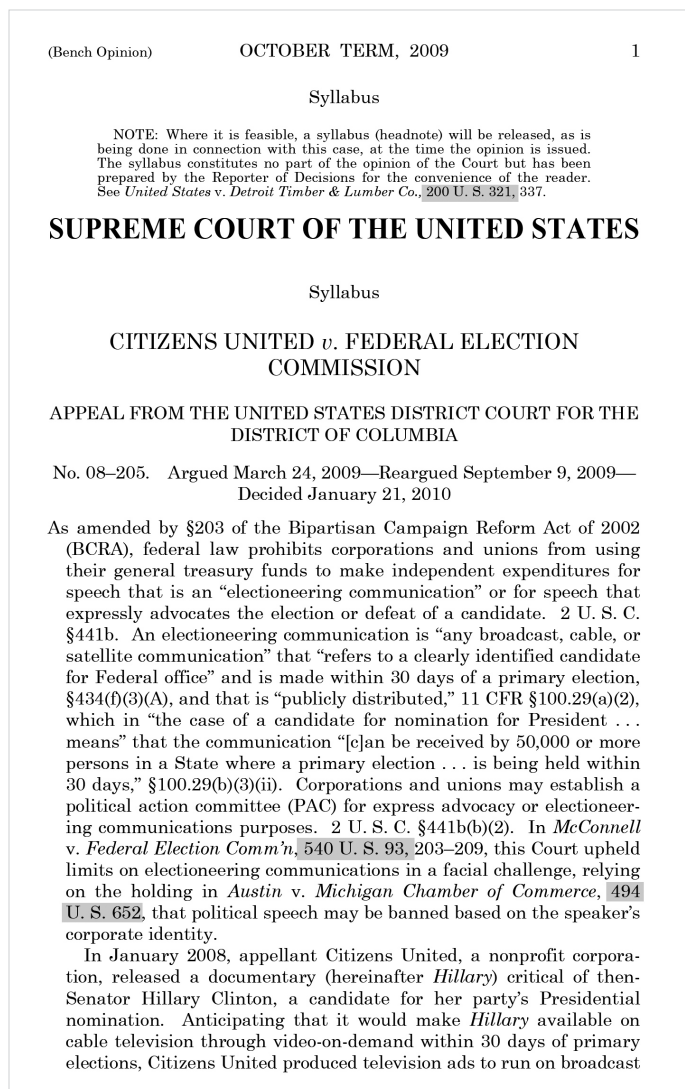 (Bench Opinion) OCTOBER TERM, 2009 1
Syllabus
NOTE: Where it is feasible, a syllabus (headnote) will be released, as is
being done in connection with this case, at the time the opinion is issued.
The syllabus constitutes no part of the opinion of the Court but has been
prepared by the Reporter of Decisions for the convenience of the reader.
See United States v. Detroit Timber & Lumber Co., 200 U. S. 321, 337.
SUPREME COURT OF THE UNITED STATES
Syllabus
CITIZENS UNITED v. FEDERAL ELECTION
COMMISSION
APPEAL FROM THE UNITED STATES DISTRICT COURT FOR THE
DISTRICT OF COLUMBIA
No. 08–205. Argued March 24, 2009—Reargued September 9, 2009—
Decided January 21, 2010
As amended by §203 of the Bipartisan Campaign Reform Act of 2002
(BCRA), federal law prohibits corporations and unions from using
their general treasury funds to make independent expenditures for
speech that is an “electioneering communication” or for speech that
expressly advocates the election or defeat of a candidate. 2 U. S. C.
§441b. An electioneering communication is “any broadcast, cable, or
satellite communication” that “refers to a clearly identified candidate
for Federal office” and is made within 30 days of a primary election,
§434(f)(3)(A), and that is “publicly distributed,” 11 CFR §100.29(a)(2),
which in “the case of a candidate for nomination for President . . .
means” that the communication “[c]an be received by 50,000 or more
persons in a State where a primary election . . . is being held within
30 days,” §100.29(b)(3)(ii). Corporations and unions may establish a
political action committee (PAC) for express advocacy or electioneer-
ing communications purposes. 2 U. S. C. §441b(b)(2). In McConnell
v. Federal Election Comm’n, 540 U. S. 93, 203–209, this Court upheld
limits on electioneering communications in a facial challenge, relying
on the holding in Austin v. Michigan Chamber of Commerce, 494
U. S. 652, that political speech may be banned based on the speaker’s
corporate identity.
In January 2008, appellant Citizens United, a nonprofit corpora-
tion, released a documentary (hereinafter Hillary) critical of then-
Senator Hillary Clinton, a candidate for her party’s Presidential
nomination. Anticipating that it would make Hillary available on
cable television through video-on-demand within 30 days of primary
elections, Citizens United produced television ads to run on broadcast